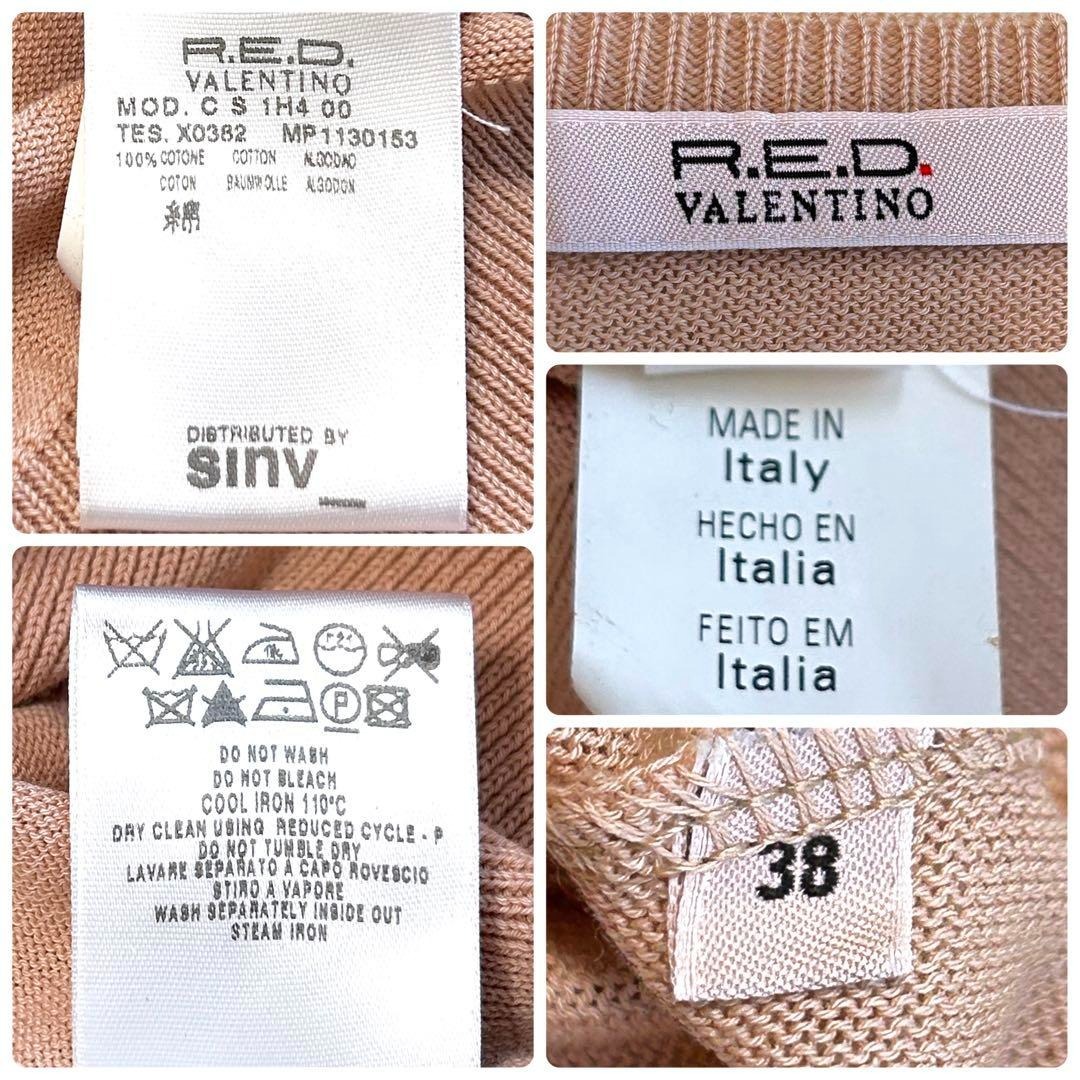 R.E.D.
VALENTINO
MOD. C S 1H4 00
TES. X0382 MP1130153
100% COTONE COTTON ALGODAO
COTON BAUMWOLLE ALGODON
DISTRIBUTED BY
sinv
R.E.D.
VALENTINO
MADE IN
Italy
HECHO EN
Italia
FEITO EM
Italia
DO NOT WASH
DO NOT BLEACH
COOL IRON 110°C
DRY CLEAN USING REDUCED CYCLE - P
DO NOT TUMBLE DRY
LAVARE SEPARATO A CAPO ROVESCIO
STIRO A VAPORE
WASH SEPARATELY INSIDE OUT
STEAM IRON
38